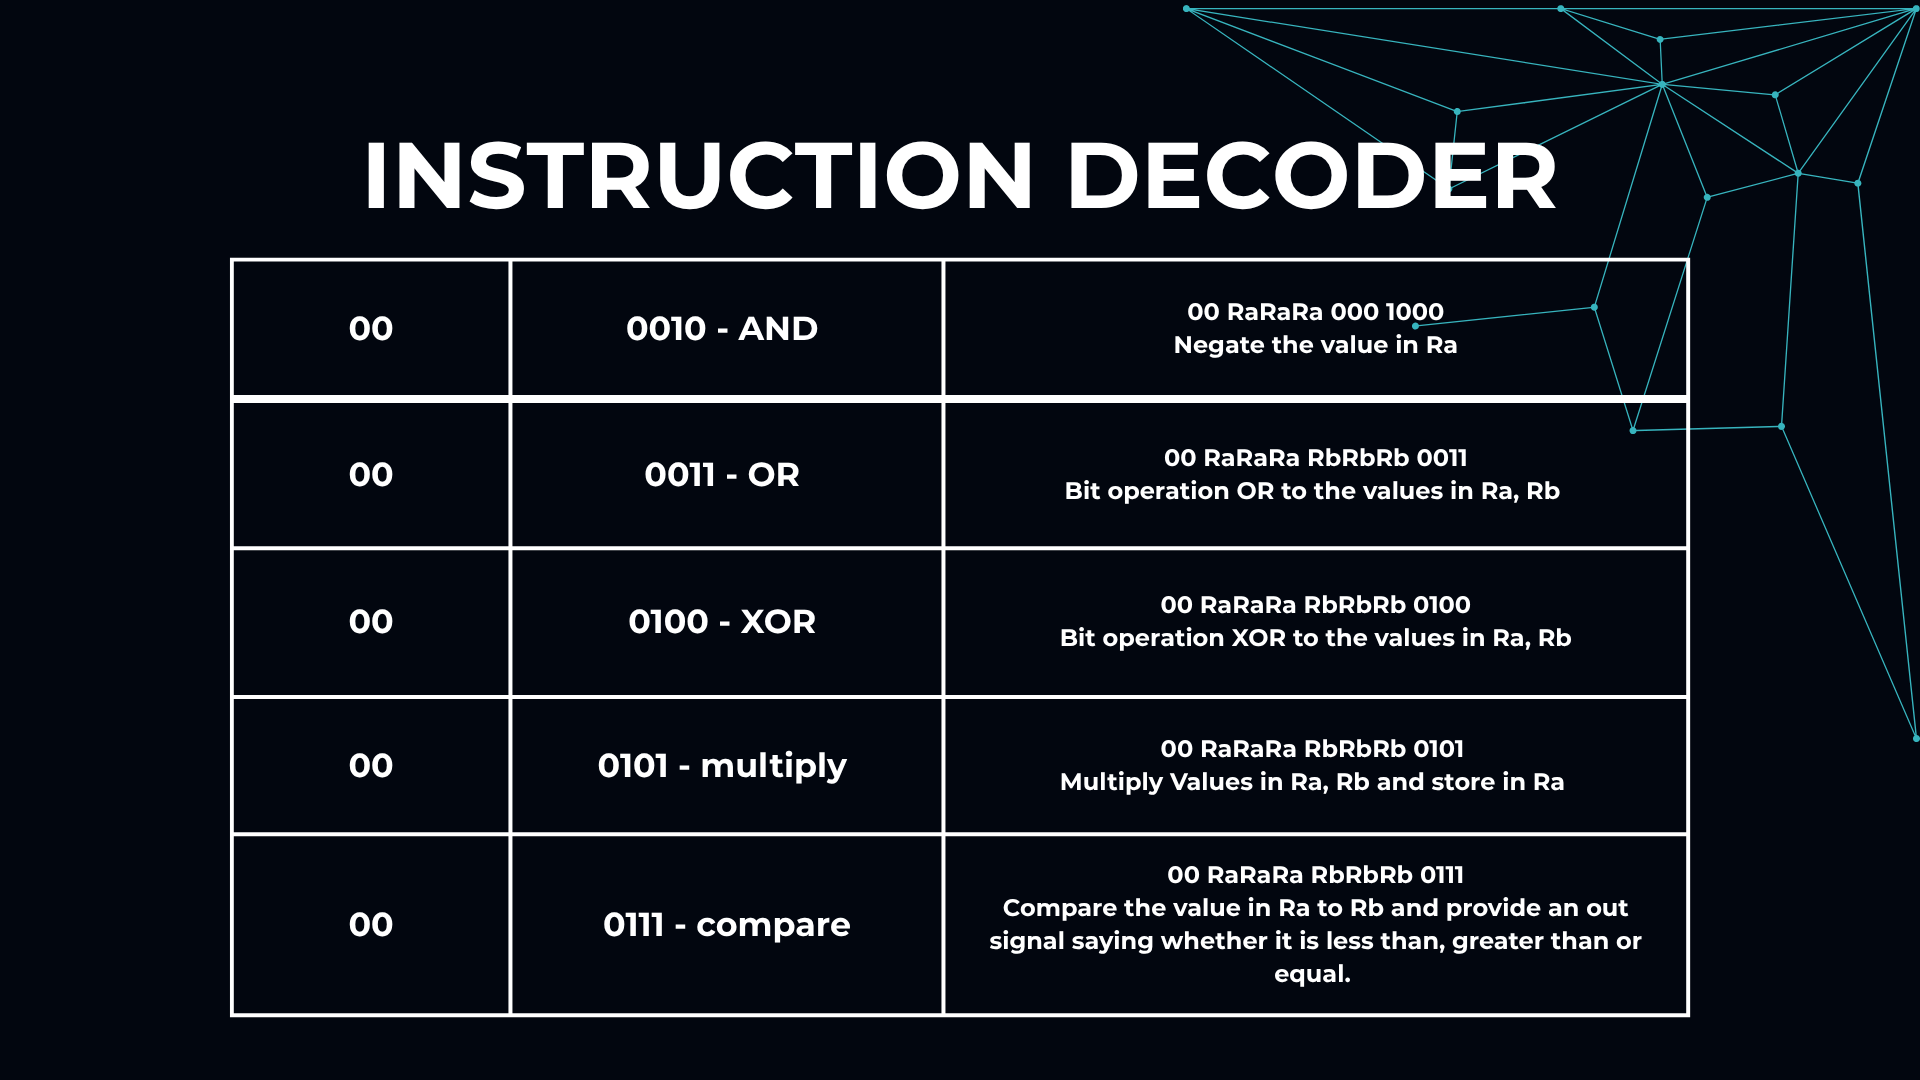 INSTRUCTION DECODER
00
0010 - AND
00 RaRaRa 000 1000
Negate the value in Ra
00
0011 - OR
00 RaRaRa RbRbRb 0011
Bit operation OR to the values in Ra, Rb
00
0100 - XOR
00 RaRaRa RbRbRb 0100
Bit operation XOR to the values in Ra, Rb
00
0101 - multiply
00 RaRaRa RbRbRb 0101
Multiply Values in Ra, Rb and store in Ra
00
0111 - compare
00 RaRaRa RbRbRb 0111
Compare the value in Ra to Rb and provide an out
signal saying whether it is less than, greater than or
equal.